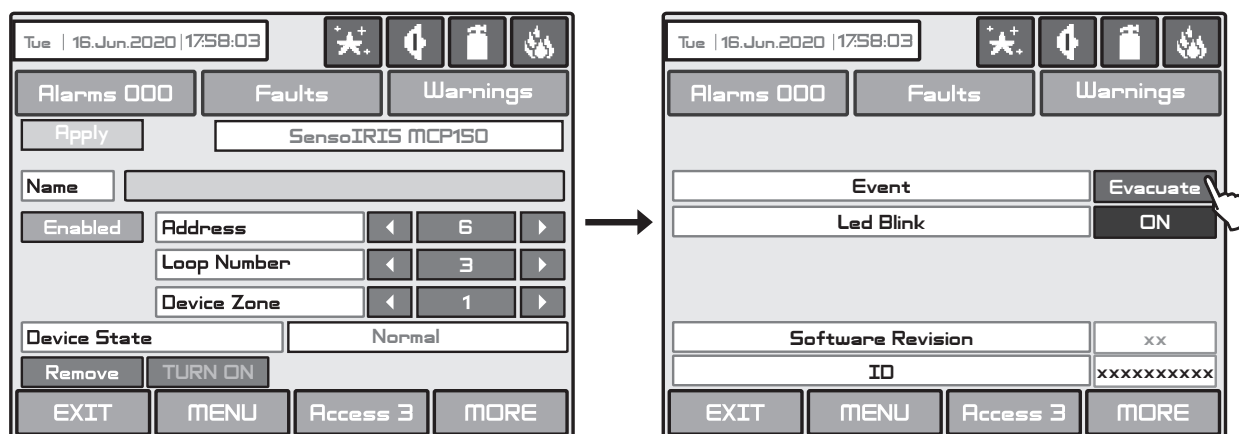 Tue | 16.Jun.2020 | 17:58:03
Alarms 000 Faults Warnings
Apply SensoIRIS MCP150
Name
Enabled Address 6
Loop Number 3
Device Zone 1
Device State Normal
Remove TURN ON
EXIT MENU Access 3 MORE
Tue | 16.Jun.2020 | 17:58:03
Alarms 000 Faults Warnings
Event Evacuate
Led Blink ON
Software Revision xx
ID xxxxxxxxxx
EXIT MENU Access 3 MORE